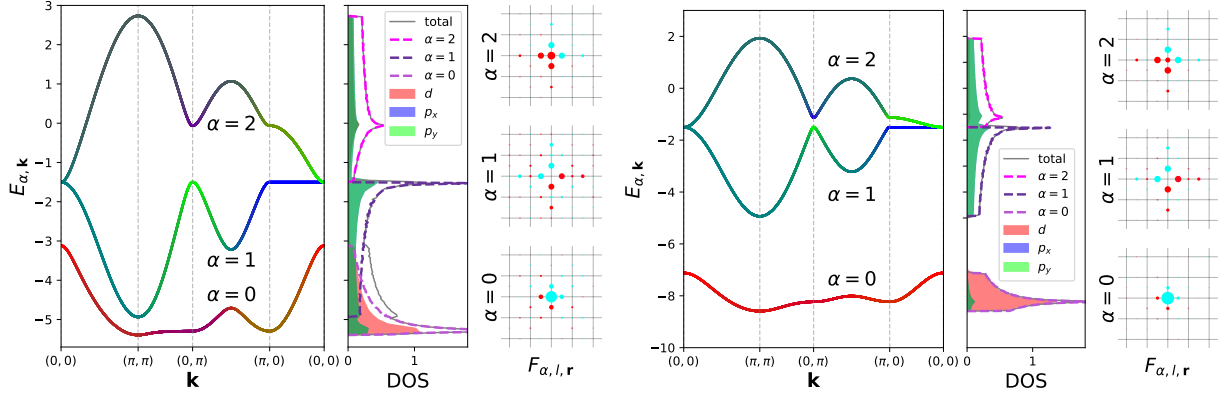 3
2
1
0
−1
−2
−3
−4
−5
E_{α,k}
α = 2
α = 1
α = 0
(0, 0)
(π, π)
(0, π)
(π, 0)
(0, 0)
k
total
α = 2
α = 1
α = 0
d
p_x
p_y
0
1
DOS
α = 2
α = 1
α = 0
F_{α, l, r}
2
0
−2
−4
−6
−8
−10
E_{α,k}
α = 2
α = 1
α = 0
(0, 0)
(π, π)
(0, π)
(π, 0)
(0, 0)
k
total
α = 2
α = 1
α = 0
d
p_x
p_y
0
1
DOS
α = 2
α = 1
α = 0
F_{α, l, r}